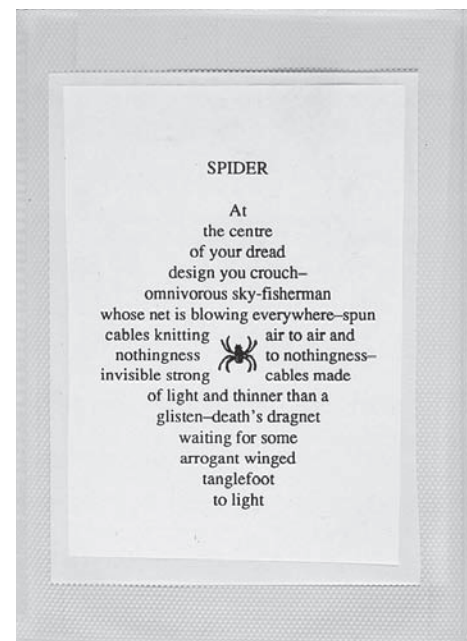 SPIDER
At
the centre
of your dread
design you crouch–
omnivorous sky-fisherman
whose net is blowing everywhere–spun
cables knitting air to air and
nothingness to nothingness–
invisible strong cables made
of light and thinner than a
glisten–death's dragnet
waiting for some
arrogant winged
tanglefoot
to light